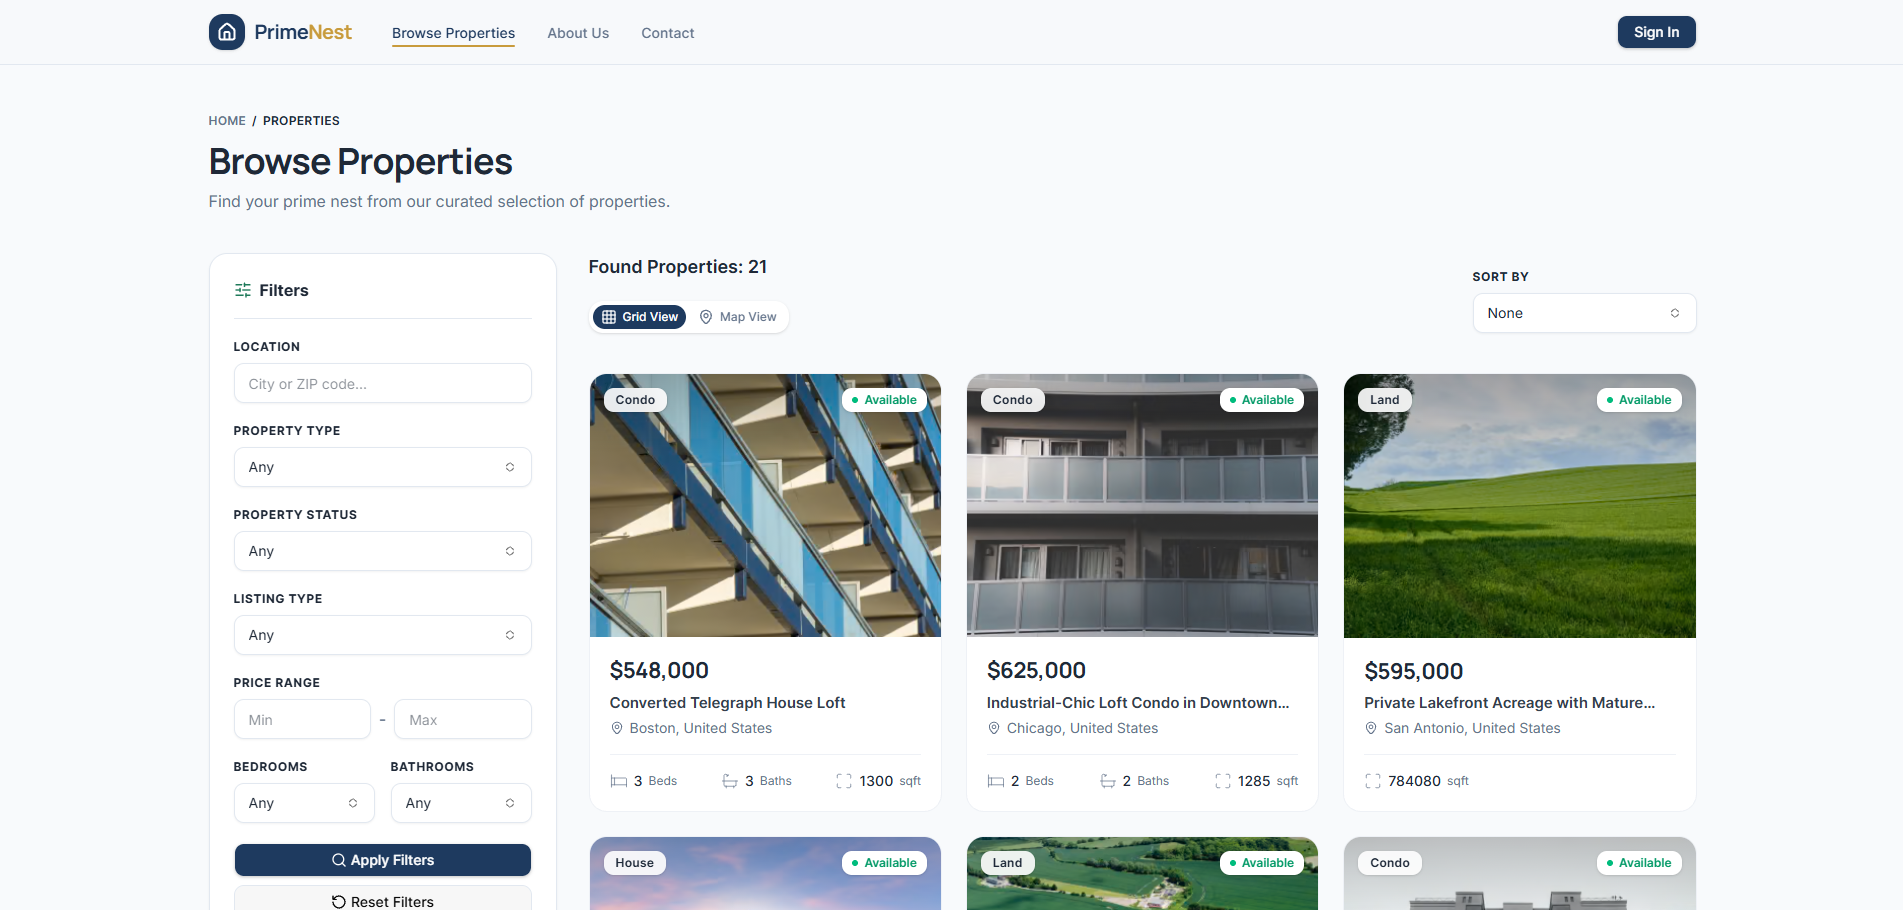 PrimeNest
Browse Properties
About Us
Contact
Sign In
HOME / PROPERTIES
Browse Properties
Find your prime nest from our curated selection of properties.
Filters
LOCATION
City or ZIP code...
PROPERTY TYPE
Any
PROPERTY STATUS
Any
LISTING TYPE
Any
PRICE RANGE
Min - Max
BEDROOMS BATHROOMS
Any Any
Apply Filters
Reset Filters
Found Properties: 21
Grid View Map View
SORT BY
None
Condo Available
$548,000
Converted Telegraph House Loft
Boston, United States
3 Beds 3 Baths 1300 sqft
Condo Available
$625,000
Industrial-Chic Loft Condo in Downtown...
Chicago, United States
2 Beds 2 Baths 1285 sqft
Land Available
$595,000
Private Lakefront Acreage with Mature...
San Antonio, United States
784080 sqft
House Available
Land Available
Condo Available